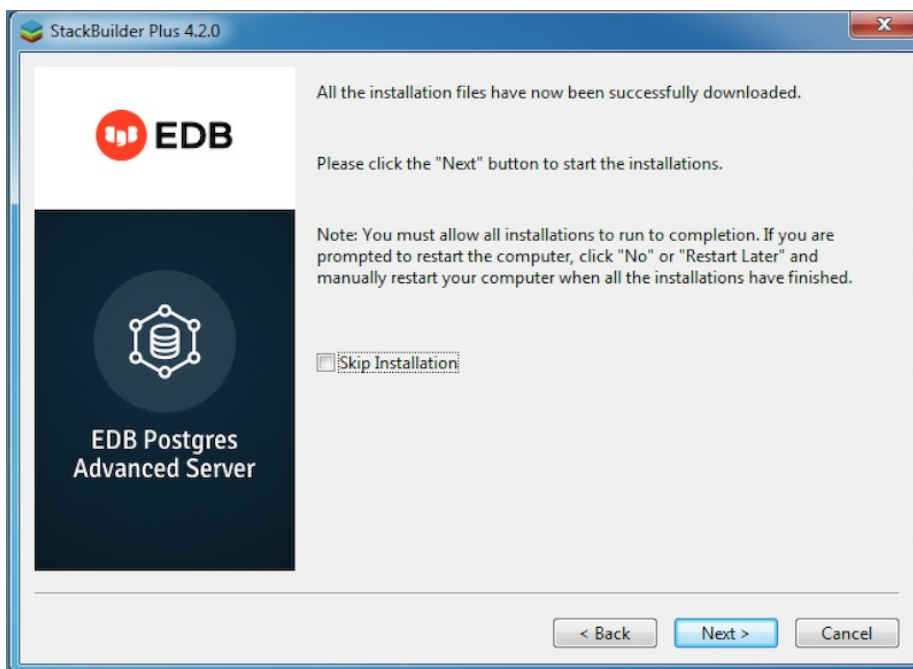 StackBuilder Plus 4.2.0
EDB
EDB Postgres
Advanced Server
All the installation files have now been successfully downloaded.
Please click the "Next" button to start the installations.
Note: You must allow all installations to run to completion. If you are
prompted to restart the computer, click "No" or "Restart Later" and
manually restart your computer when all the installations have finished.
Skip Installation
< Back
Next >
Cancel